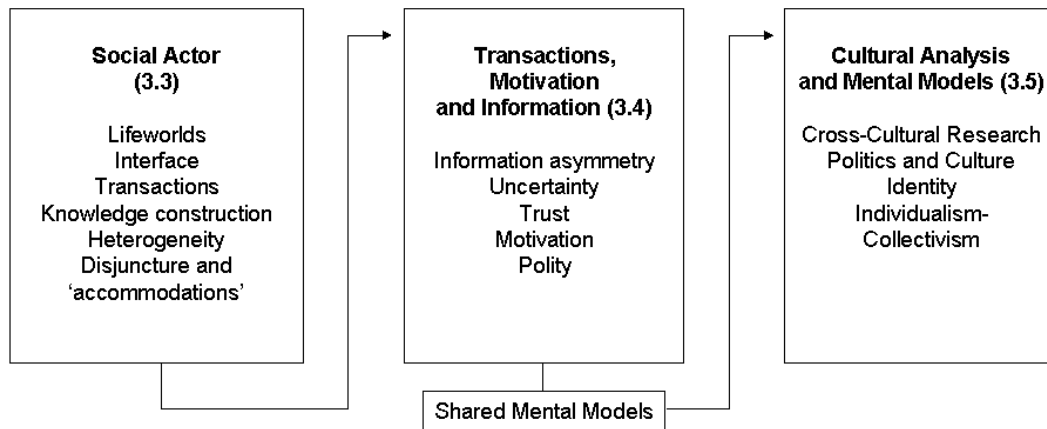 Social Actor
(3.3)
Lifeworlds
Interface
Transactions
Knowledge construction
Heterogeneity
Disjuncture and
‘accommodations’
Transactions,
Motivation
and Information (3.4)
Information asymmetry
Uncertainty
Trust
Motivation
Polity
Shared Mental Models
Cultural Analysis
and Mental Models (3.5)
Cross-Cultural Research
Politics and Culture
Identity
Individualism-
Collectivism